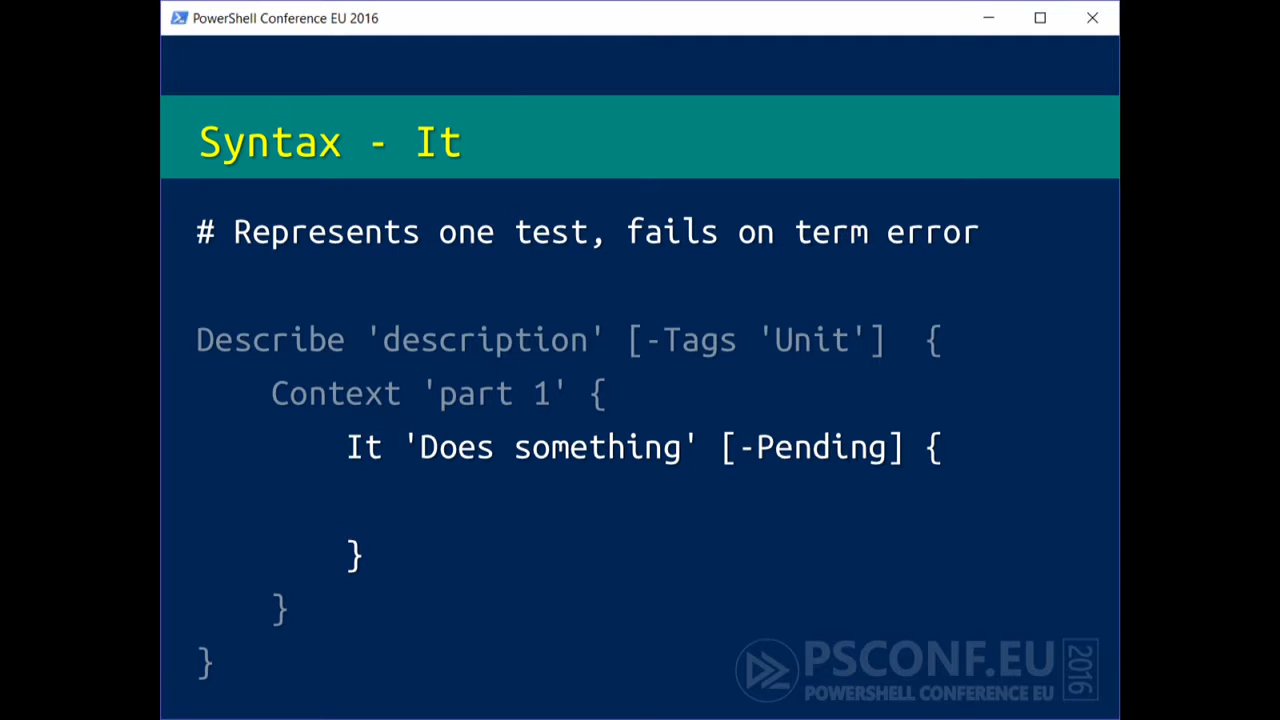 PowerShell Conference EU 2016
Syntax - It
# Represents one test, fails on term error
Describe 'description' [-Tags 'Unit']  {
    Context 'part 1' {
        It 'Does something' [-Pending] {
        }
    }
}
PSCONF.EU 2016
POWERSHELL CONFERENCE EU